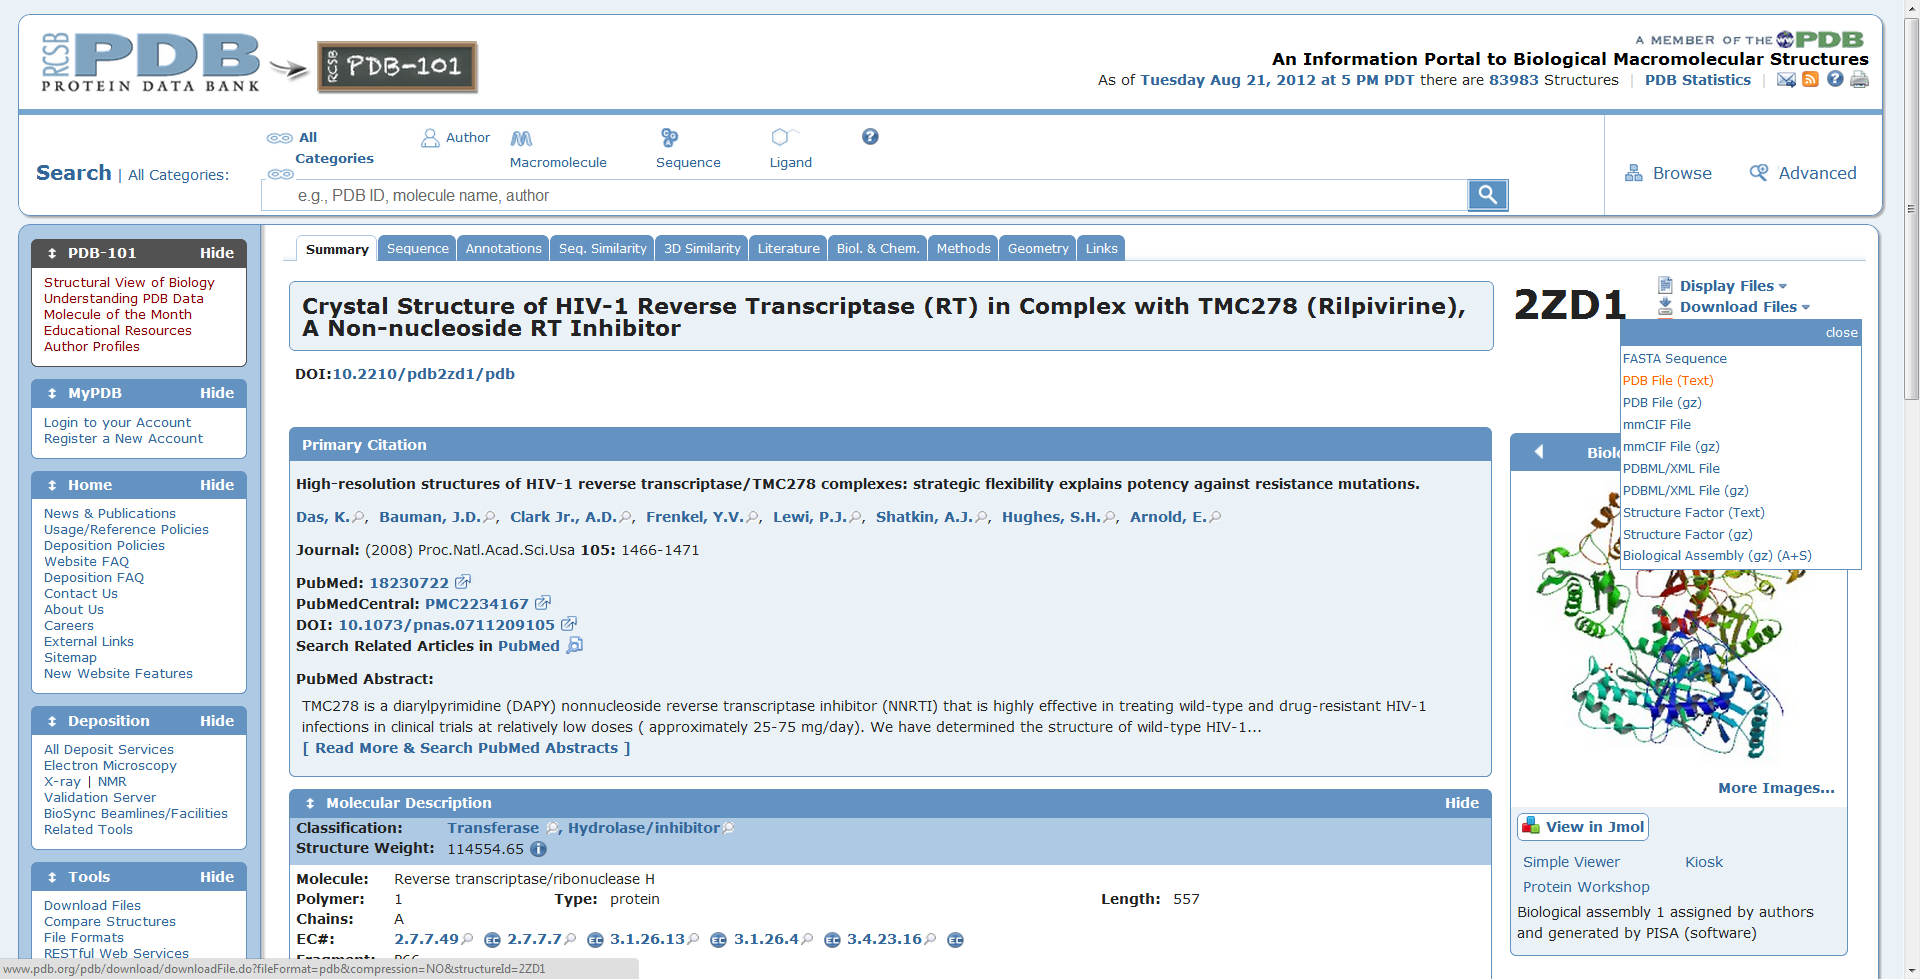 RCSB PDB PROTEIN DATA BANK
RCSB PDB-101
A MEMBER OF THE PDB
An Information Portal to Biological Macromolecular Structures
As of Tuesday Aug 21, 2012 at 5 PM PDT there are 83983 Structures | PDB Statistics |
Search | All Categories:
All Categories
Author
Macromolecule
Sequence
Ligand
e.g., PDB ID, molecule name, author
Browse
Advanced
PDB-101 Hide
Structural View of Biology
Understanding PDB Data
Molecule of the Month
Educational Resources
Author Profiles
MyPDB Hide
Login to your Account
Register a New Account
Home Hide
News & Publications
Usage/Reference Policies
Deposition Policies
Website FAQ
Deposition FAQ
Contact Us
About Us
Careers
External Links
Sitemap
New Website Features
Deposition Hide
All Deposit Services
Electron Microscopy
X-ray | NMR
Validation Server
BioSync Beamlines/Facilities
Related Tools
Tools Hide
Download Files
Compare Structures
File Formats
RESTful Web Services
Summary Sequence Annotations Seq. Similarity 3D Similarity Literature Biol. & Chem. Methods Geometry Links
Crystal Structure of HIV-1 Reverse Transcriptase (RT) in Complex with TMC278 (Rilpivirine),
A Non-nucleoside RT Inhibitor
DOI:10.2210/pdb2zd1/pdb
Primary Citation
High-resolution structures of HIV-1 reverse transcriptase/TMC278 complexes: strategic flexibility explains potency against resistance mutations.
Das, K., Bauman, J.D., Clark Jr., A.D., Frenkel, Y.V., Lewi, P.J., Shatkin, A.J., Hughes, S.H., Arnold, E.
Journal: (2008) Proc.Natl.Acad.Sci.Usa 105: 1466-1471
PubMed: 18230722
PubMedCentral: PMC2234167
DOI: 10.1073/pnas.0711209105
Search Related Articles in PubMed
PubMed Abstract:
TMC278 is a diarylpyrimidine (DAPY) nonnucleoside reverse transcriptase inhibitor (NNRTI) that is highly effective in treating wild-type and drug-resistant HIV-1
infections in clinical trials at relatively low doses ( approximately 25-75 mg/day). We have determined the structure of wild-type HIV-1...
[ Read More & Search PubMed Abstracts ]
Molecular Description Hide
Classification: Transferase , Hydrolase/inhibitor
Structure Weight: 114554.65
Molecule: Reverse transcriptase/ribonuclease H
Polymer: 1 Type: protein Length: 557
Chains: A
EC#: 2.7.7.49 EC 2.7.7.7 EC 3.1.26.13 EC 3.1.26.4 EC 3.4.23.16 EC
2ZD1
Display Files
Download Files
close
FASTA Sequence
PDB File (Text)
PDB File (gz)
mmCIF File
mmCIF File (gz)
PDBML/XML File
PDBML/XML File (gz)
Structure Factor (Text)
Structure Factor (gz)
Biological Assembly (gz) (A+S)
More Images...
View in Jmol
Simple Viewer Kiosk
Protein Workshop
Biological assembly 1 assigned by authors
and generated by PISA (software)
www.pdb.org/pdb/download/downloadFile.do?fileFormat=pdb&compression=NO&structureId=2ZD1